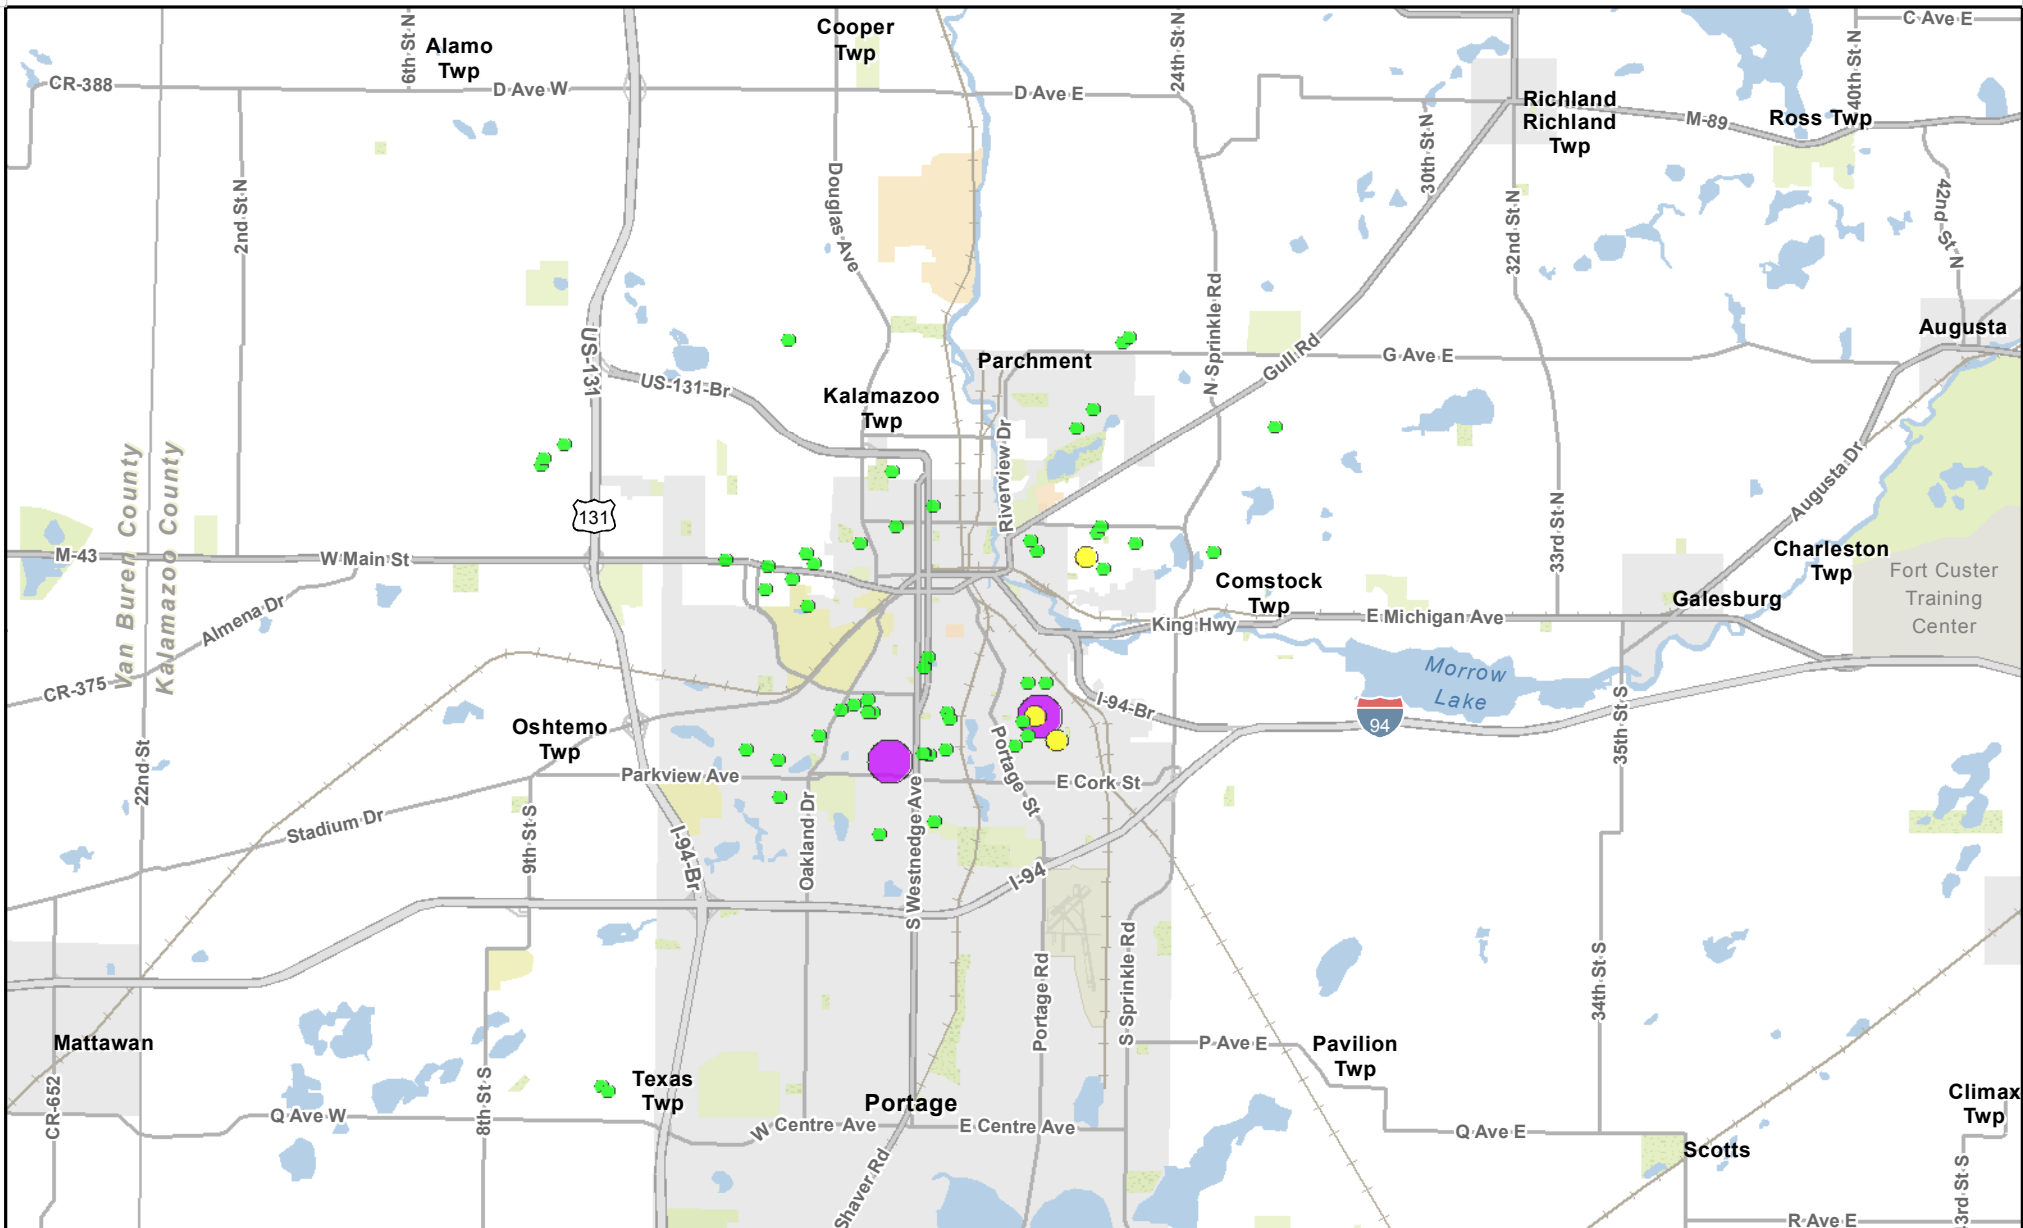 6th St N
Alamo
Twp
Cooper
Twp
24th St N
C Ave E
40th St N
CR-388
D Ave W
D Ave E
Richland
Richland
Twp
M-89
Ross Twp
30th St N
2nd St N
Douglas Ave
32nd St N
42nd St N
N Sprinkle Rd
Augusta
US-131
Parchment
Gull Rd
G Ave E
US-131-Br
Kalamazoo
Twp
Riverview Dr
Van Buren County
Kalamazoo County
Augusta Dr
131
33rd St N
M-43
W Main St
Charleston
Twp
Fort Custer
Training
Center
Comstock
Twp
Galesburg
Almena Dr
King Hwy
E Michigan Ave
Morrow
Lake
CR-375
I-94-Br
94
35th St S
Oshtemo
Twp
22nd St
Portage St
Parkview Ave
E Cork St
Stadium Dr
9th St S
Oakland Dr
S Westnedge Ave
I-94-Br
I-94
S Sprinkle Rd
Portage Rd
34th St S
Mattawan
P Ave E
Pavilion
Twp
Texas
Twp
CR-652
8th St S
Q Ave W
Portage
W Centre Ave
E Centre Ave
Q Ave E
Climax
Twp
Scotts
Shaver Rd
3rd St S
R Ave E